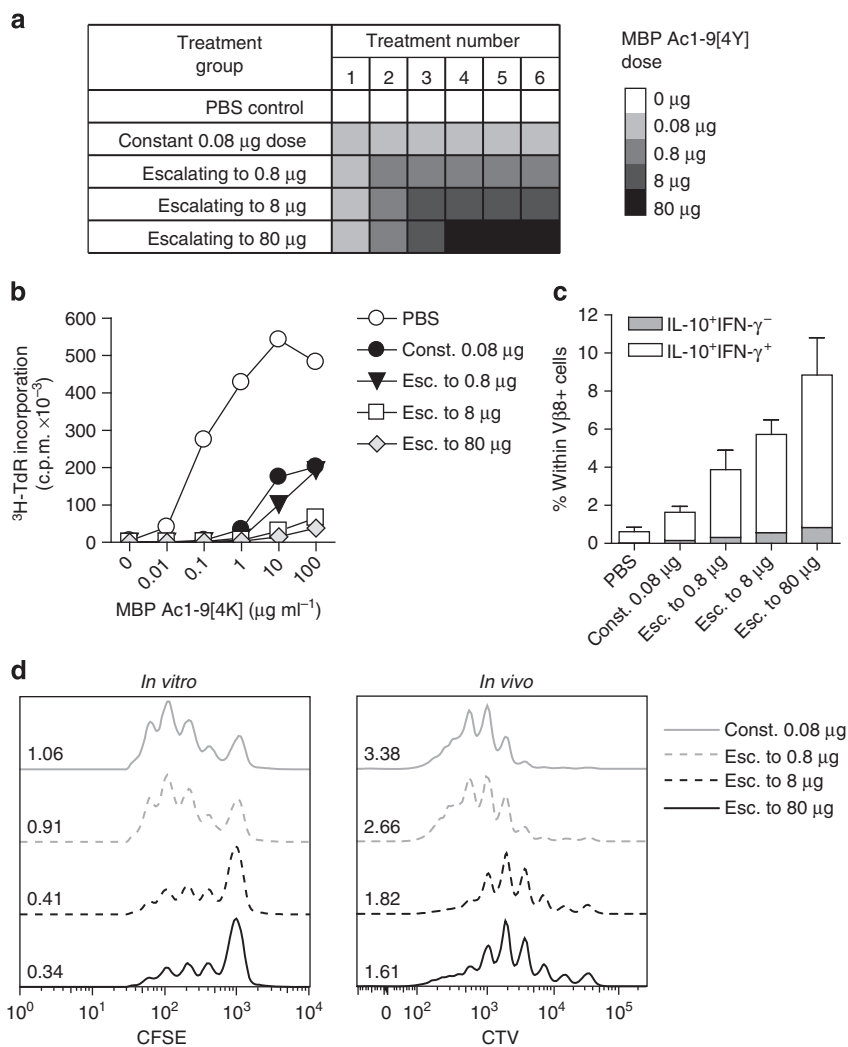 a
Treatment group
Treatment number
1 2 3 4 5 6
PBS control
Constant 0.08 µg dose
Escalating to 0.8 µg
Escalating to 8 µg
Escalating to 80 µg
MBP Ac1-9[4Y] dose
0 µg
0.08 µg
0.8 µg
8 µg
80 µg
b
³H-TdR incorporation
(c.p.m. ×10⁻³)
600
500
400
300
200
100
0
0 0.01 0.1 1 10 100
MBP Ac1-9[4K] (µg ml⁻¹)
PBS
Const. 0.08 µg
Esc. to 0.8 µg
Esc. to 8 µg
Esc. to 80 µg
c
% Within Vβ8+ cells
12
10
8
6
4
2
0
IL-10⁺IFN-γ⁻
IL-10⁺IFN-γ⁺
PBS
Const. 0.08 µg
Esc. to 0.8 µg
Esc. to 8 µg
Esc. to 80 µg
d
In vitro
1.06
0.91
0.41
0.34
10⁰ 10¹ 10² 10³ 10⁴
CFSE
In vivo
3.38
2.66
1.82
1.61
0 10² 10³ 10⁴ 10⁵
CTV
Const. 0.08 µg
Esc. to 0.8 µg
Esc. to 8 µg
Esc. to 80 µg